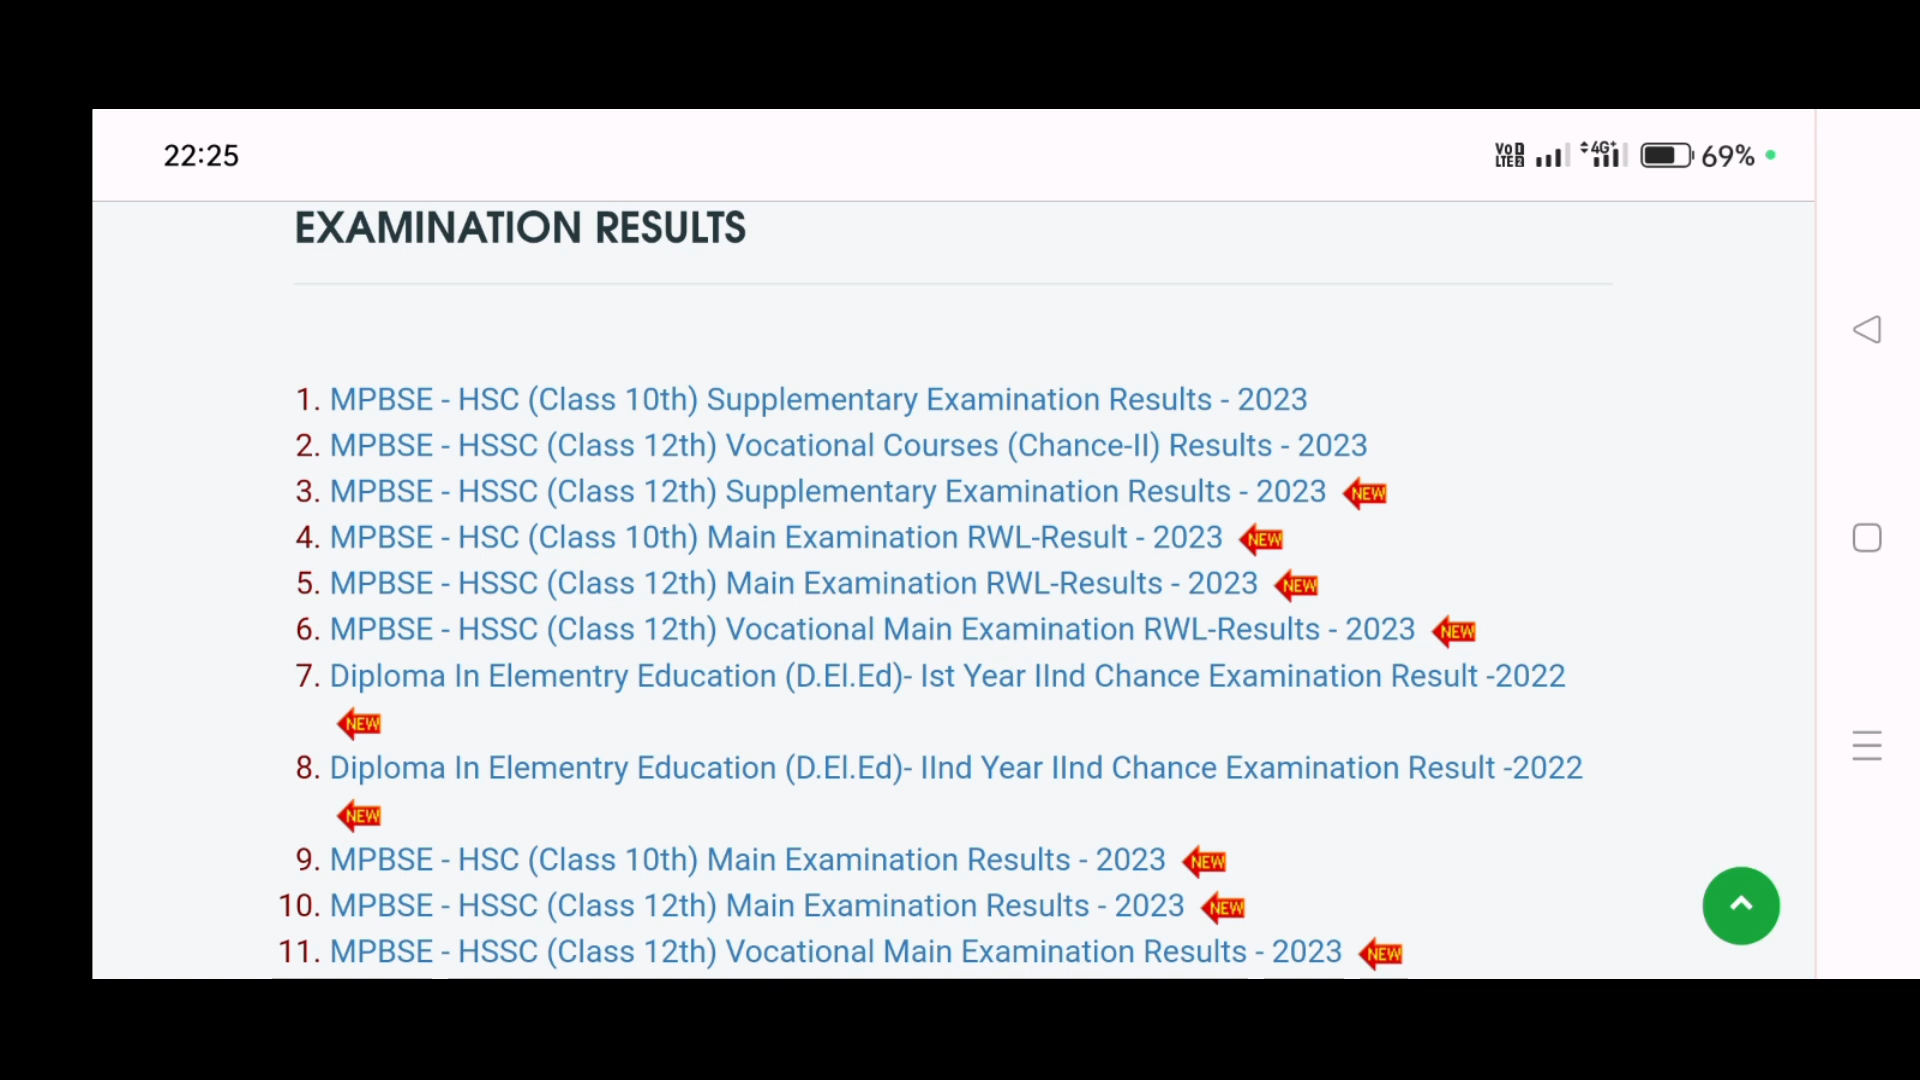 22:25
Vo D LTE 2 4G+ 69%
EXAMINATION RESULTS
1. MPBSE - HSC (Class 10th) Supplementary Examination Results - 2023
2. MPBSE - HSSC (Class 12th) Vocational Courses (Chance-II) Results - 2023
3. MPBSE - HSSC (Class 12th) Supplementary Examination Results - 2023 NEW
4. MPBSE - HSC (Class 10th) Main Examination RWL-Result - 2023 NEW
5. MPBSE - HSSC (Class 12th) Main Examination RWL-Results - 2023 NEW
6. MPBSE - HSSC (Class 12th) Vocational Main Examination RWL-Results - 2023 NEW
7. Diploma In Elementry Education (D.El.Ed)- Ist Year IInd Chance Examination Result -2022
NEW
8. Diploma In Elementry Education (D.El.Ed)- IInd Year IInd Chance Examination Result -2022
NEW
9. MPBSE - HSC (Class 10th) Main Examination Results - 2023 NEW
10. MPBSE - HSSC (Class 12th) Main Examination Results - 2023 NEW
11. MPBSE - HSSC (Class 12th) Vocational Main Examination Results - 2023 NEW